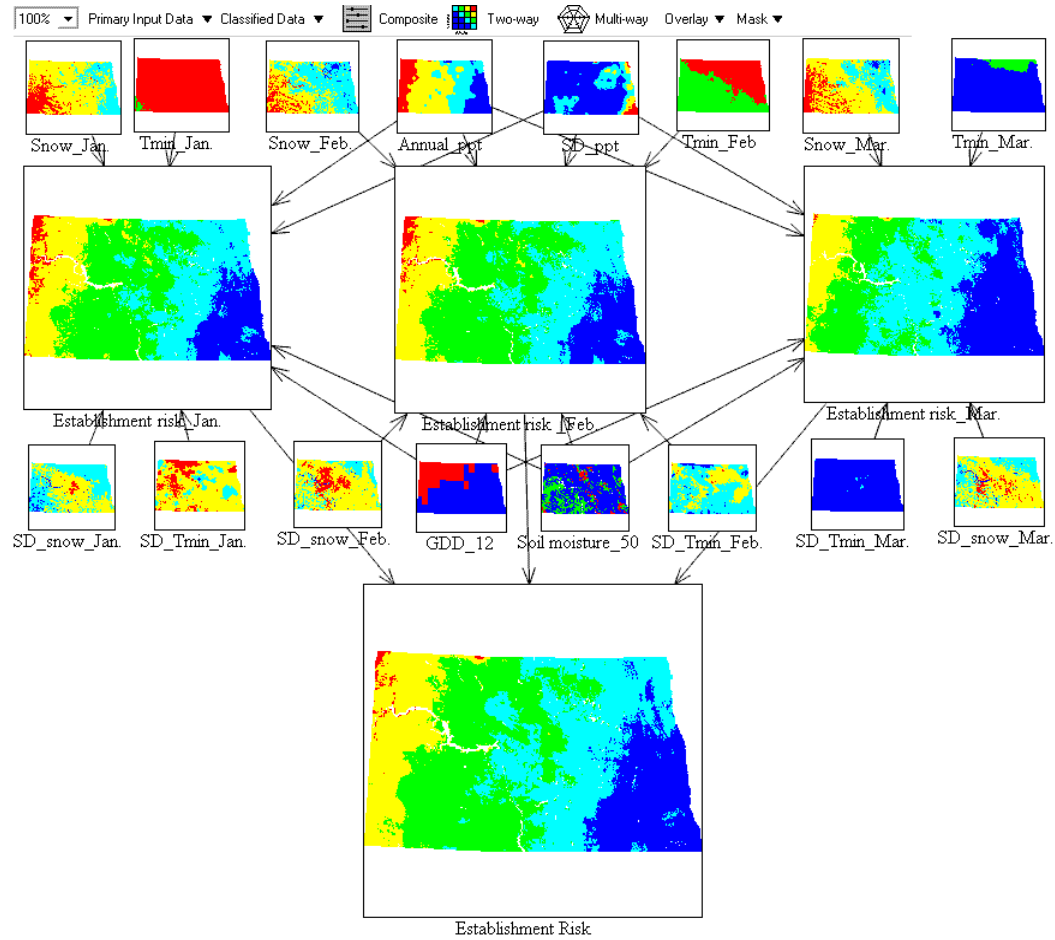 100% Primary Input Data Classified Data Composite Two-way Multi-way Overlay Mask
Snow_Jan. Tmin_Jan. Snow_Feb. Annual_ppt SD_ppt Tmin_Feb Snow_Mar. Tmin_Mar.
Establishment risk_Jan. Establishment risk_Feb. Establishment risk_Mar.
SD_snow_Jan. SD_Tmin_Jan. SD_snow_Feb. GDD_12 Soil moisture_50 SD_Tmin_Feb. SD_Tmin_Mar. SD_snow_Mar.
Establishment Risk